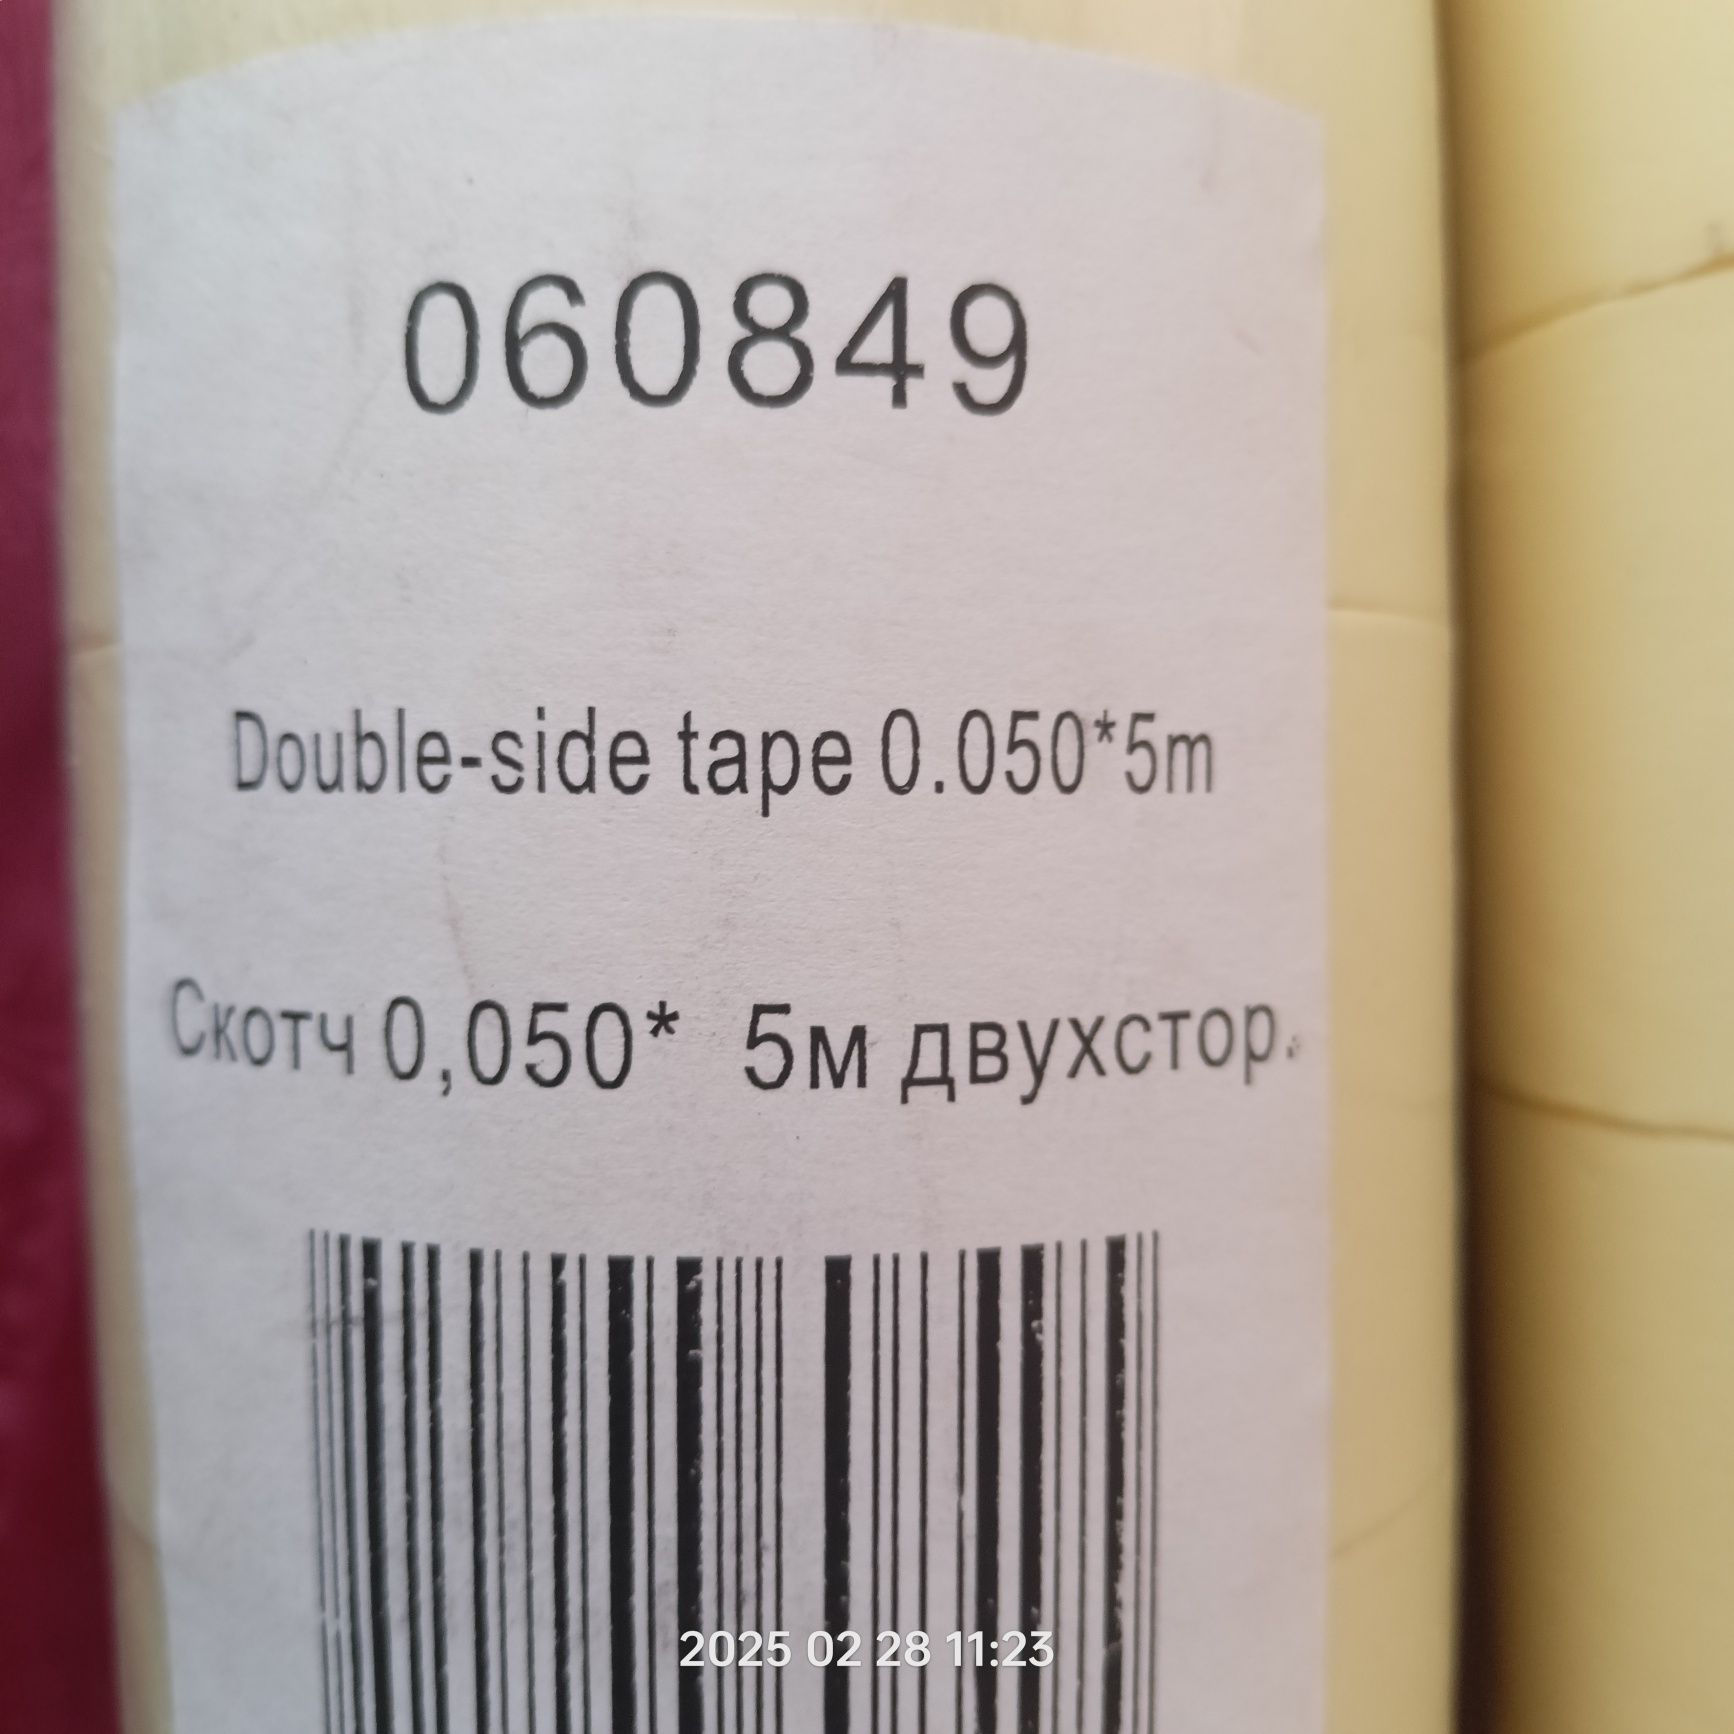 060849
Double-side tape 0.050*5m
Скотч 0,050* 5м двухстор.
2025 02 28 11:23